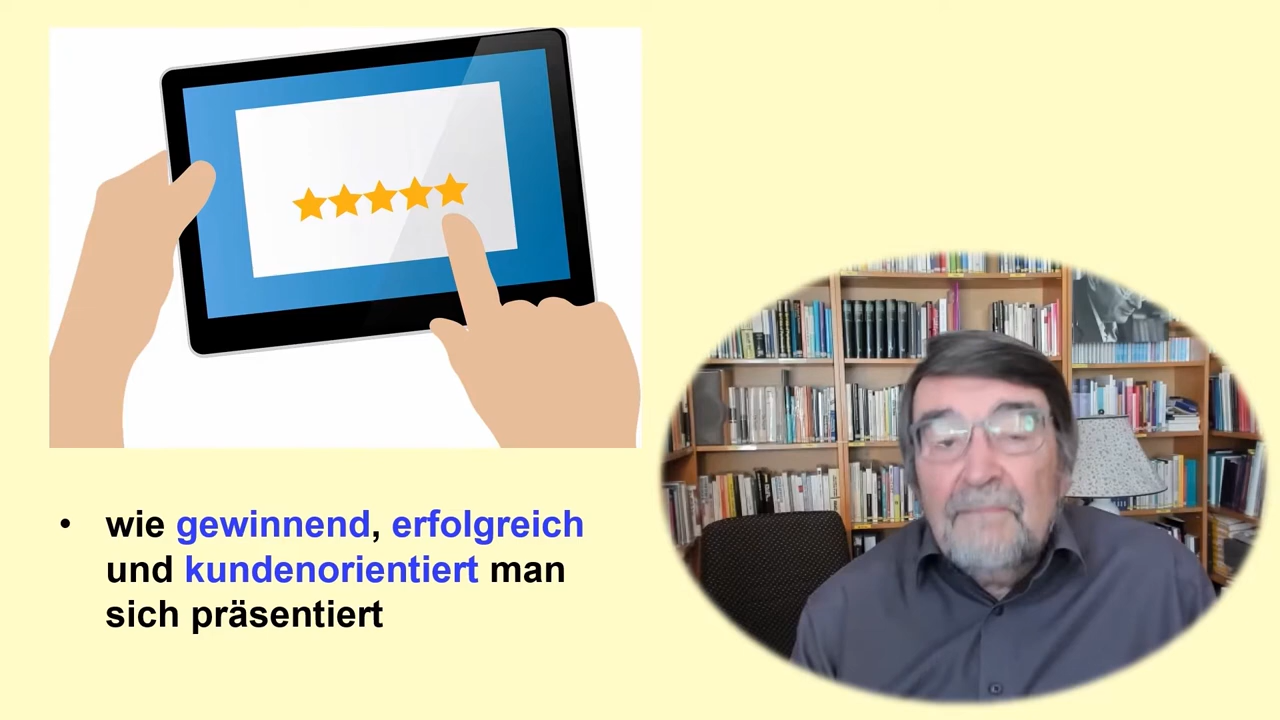 • wie gewinnend, erfolgreich
und kundenorientiert man
sich präsentiert